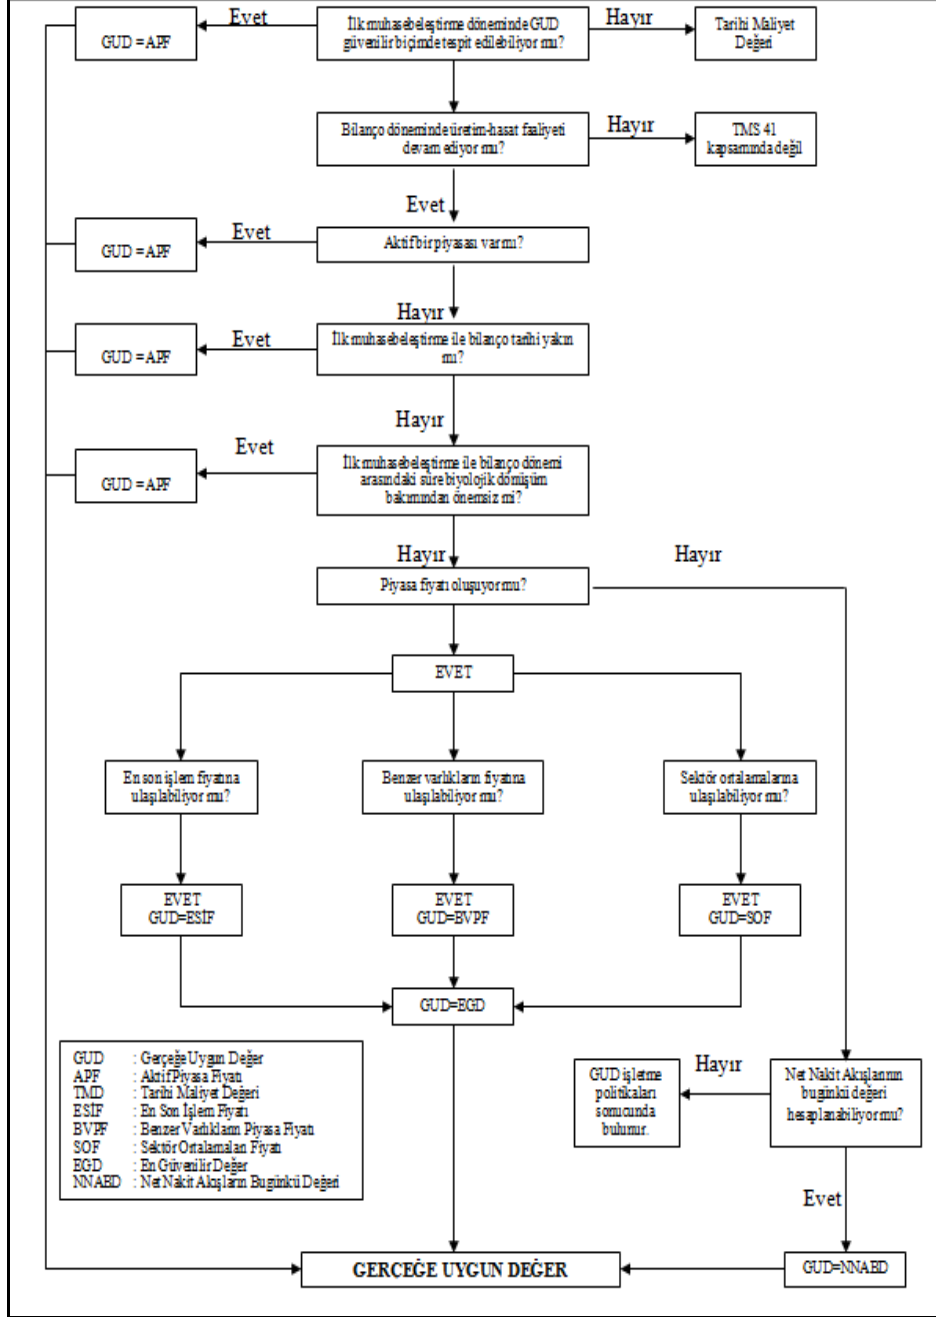 Evet
İlk muhasebeleştirme döneminde GUD
güvenilir biçimde tespit edilebiliyor mu?
Hayır
Tarihi Maliyet
Değeri
GUD = APF
Bilanço döneminde üretim-hasat faaliyeti
devam ediyor mu?
Hayır
TMS 41
kapsamında değil
Evet
GUD = APF
Evet
Aktif bir piyasası var mı?
Hayır
GUD = APF
Evet
İlk muhasebeleştirme ile bilanço tarihi yakın
mı?
Hayır
GUD = APF
Evet
İlk muhasebeleştirme ile bilanço dönemi
arasındaki süre biyolojik dönüşüm
bakımından önemsiz mi?
Hayır
Hayır
Piyasa fiyatı oluşuyor mu?
EVET
En son işlem fiyatına
ulaşılabiliyor mu?
Benzer varlıkların fiyatına
ulaşılabiliyor mu?
Sektör ortalamalarına
ulaşılabiliyor mu?
EVET
GUD=ESİF
EVET
GUD=BVPF
EVET
GUD=SOF
GUD=EGD
GUD : Gerçeğe Uygun Değer
APF : Aktif Piyasa Fiyatı
TMD : Tarihi Maliyet Değeri
ESİF : En Son İşlem Fiyatı
BVPF : Benzer Varlıkların Piyasa Fiyatı
SOF : Sektör Ortalamaları Fiyatı
EGD : En Güvenilir Değer
NNABD : Net Nakit Akışların Bugünkü Değeri
GUD işletme
politikaları
sonucunda
bulunur.
Hayır
Net Nakit Akışlarının
bugünkü değeri
hesaplanabiliyor mu?
Evet
GERÇEĞE UYGUN DEĞER
GUD=NNABD